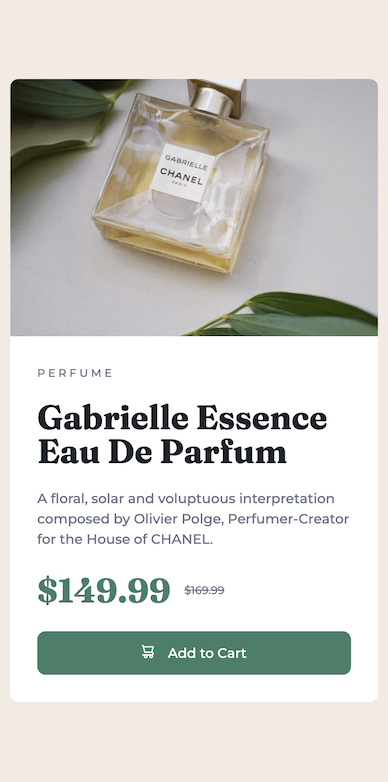 GABRIELLE
CHANEL
PARIS
PERFUME
Gabrielle Essence
Eau De Parfum
A floral, solar and voluptuous interpretation
composed by Olivier Polge, Perfumer-Creator
for the House of CHANEL.
$149.99 $169.99
Add to Cart